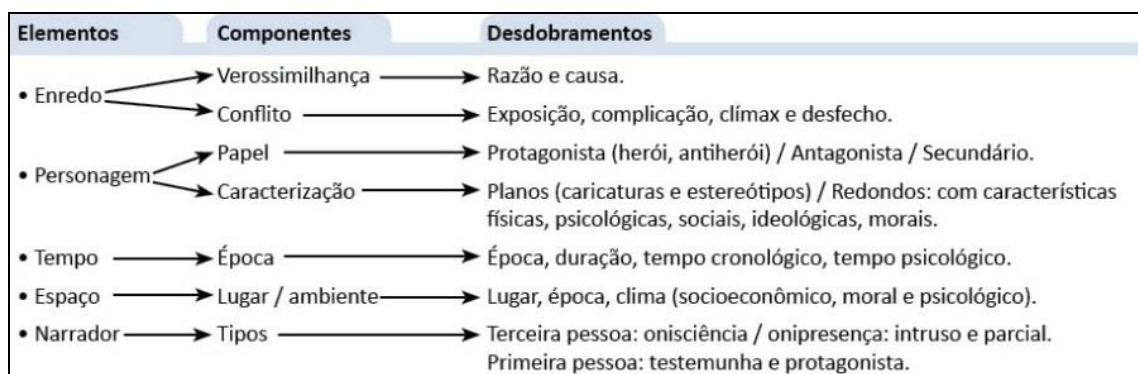 Elementos Componentes Desdobramentos
• Enredo
Verossimilhança Razão e causa.
Conflito Exposição, complicação, clímax e desfecho.
• Personagem
Papel Protagonista (herói, antiherói) / Antagonista / Secundário.
Caracterização Planos (caricaturas e estereótipos) / Redondos: com características
físicas, psicológicas, sociais, ideológicas, morais.
• Tempo Época Época, duração, tempo cronológico, tempo psicológico.
• Espaço Lugar / ambiente Lugar, época, clima (socioeconômico, moral e psicológico).
• Narrador Tipos Terceira pessoa: onisciência / onipresença: intruso e parcial.
Primeira pessoa: testemunha e protagonista.